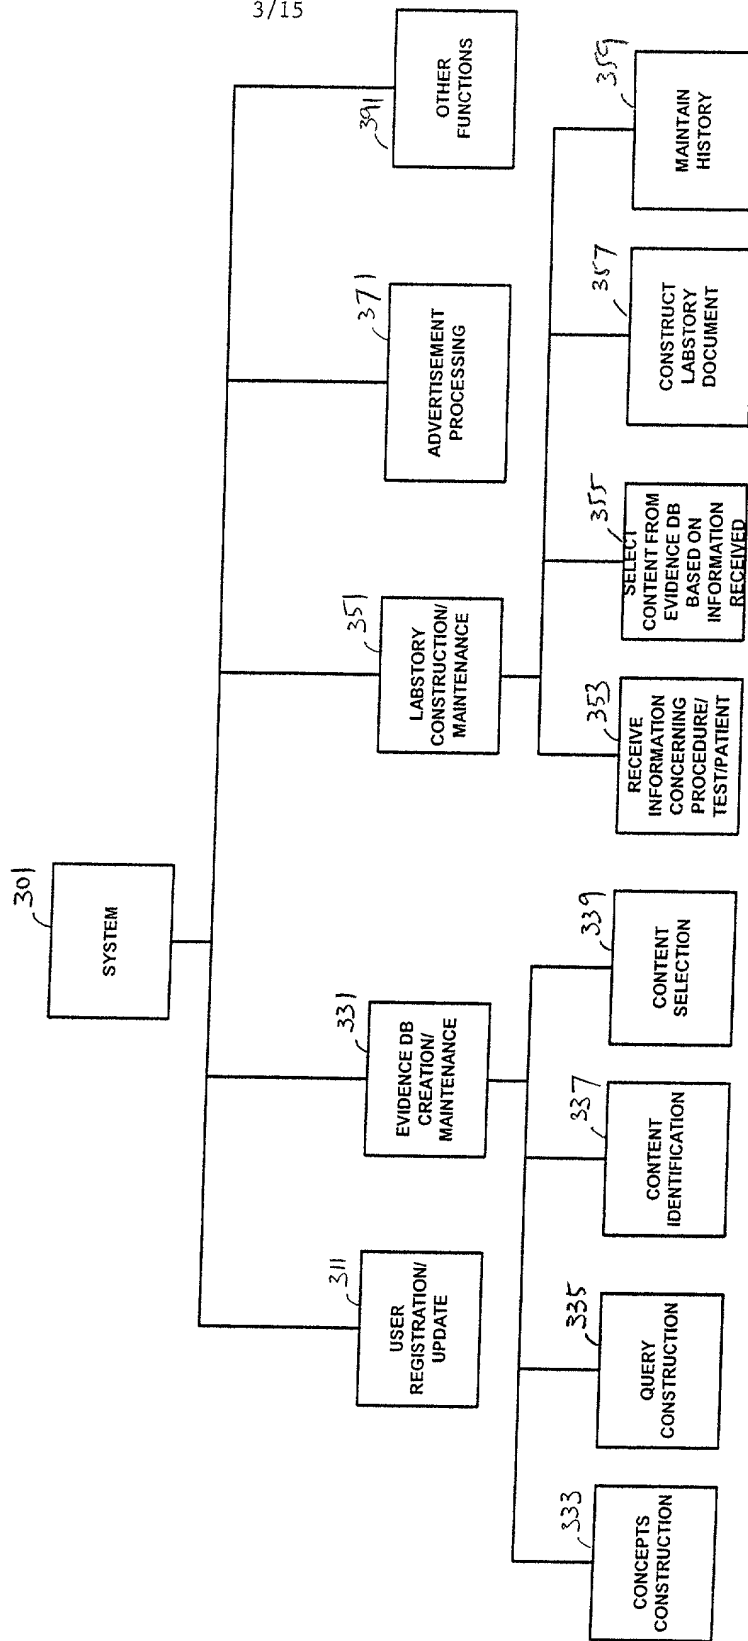 3/15
301
SYSTEM
311
USER
REGISTRATION/
UPDATE
331
EVIDENCE DB
CREATION/
MAINTENANCE
351
LABSTORY
CONSTRUCTION/
MAINTENANCE
371
ADVERTISEMENT
PROCESSING
391
OTHER
FUNCTIONS
333
CONCEPTS
CONSTRUCTION
335
QUERY
CONSTRUCTION
337
CONTENT
IDENTIFICATION
339
CONTENT
SELECTION
353
RECEIVE
INFORMATION
CONCERNING
PROCEDURE/
TEST/PATIENT
355
SELECT
CONTENT FROM
EVIDENCE DB
BASED ON
INFORMATION
RECEIVED
357
CONSTRUCT
LABSTORY
DOCUMENT
359
MAINTAIN
HISTORY